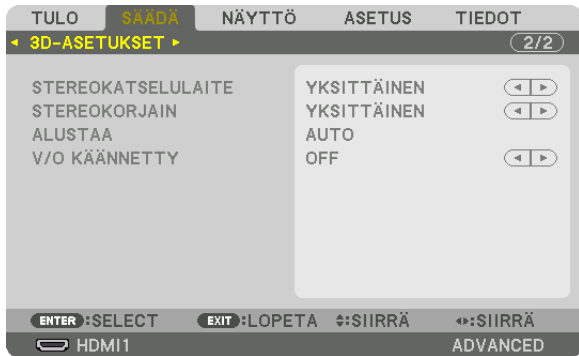 TULO SÄÄDÄ NÄYTTÖ ASETUS TIEDOT
3D-ASETUKSET 2/2
STEREOKATSELULAITE YKSITTÄINEN
STEREOKORJAIN YKSITTÄINEN
ALUSTAA AUTO
V/O KÄÄNNETTY OFF
ENTER:SELECT EXIT:LOPETA :SIIRRÄ :SIIRRÄ
HDMI1 ADVANCED